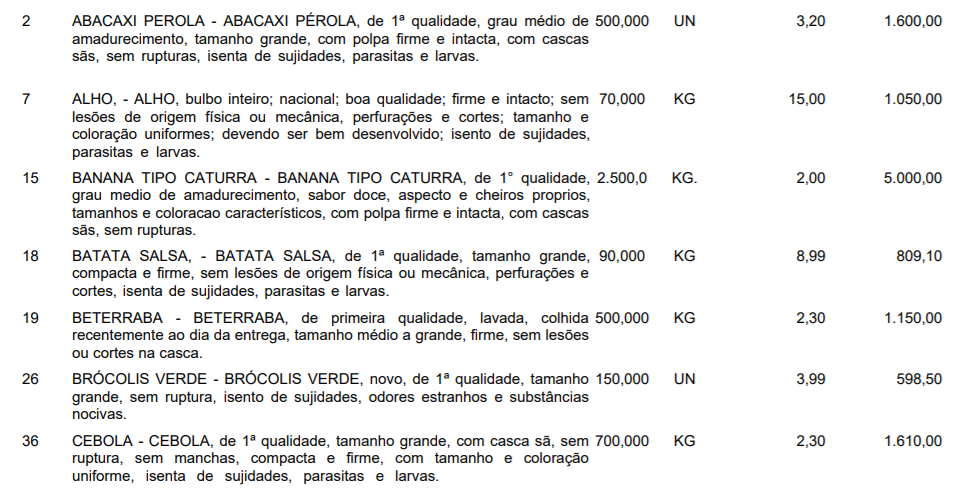 2 ABACAXI PEROLA - ABACAXI PÉROLA, de 1ª qualidade, grau médio de 500,000 UN 3,20 1.600,00
amadurecimento, tamanho grande, com polpa firme e intacta, com cascas
sãs, sem rupturas, isenta de sujidades, parasitas e larvas.
7 ALHO, - ALHO, bulbo inteiro; nacional; boa qualidade; firme e intacto; sem 70,000 KG 15,00 1.050,00
lesões de origem física ou mecânica, perfurações e cortes; tamanho e
coloração uniformes; devendo ser bem desenvolvido; isento de sujidades,
parasitas e larvas.
15 BANANA TIPO CATURRA - BANANA TIPO CATURRA, de 1° qualidade, 2.500,0 KG. 2,00 5.000,00
grau medio de amadurecimento, sabor doce, aspecto e cheiros proprios,
tamanhos e coloracao característicos, com polpa firme e intacta, com cascas
sãs, sem rupturas.
18 BATATA SALSA, - BATATA SALSA, de 1ª qualidade, tamanho grande, 90,000 KG 8,99 809,10
compacta e firme, sem lesões de origem física ou mecânica, perfurações e
cortes, isenta de sujidades, parasitas e larvas.
19 BETERRABA - BETERRABA, de primeira qualidade, lavada, colhida 500,000 KG 2,30 1.150,00
recentemente ao dia da entrega, tamanho médio a grande, firme, sem lesões
ou cortes na casca.
26 BRÓCOLIS VERDE - BRÓCOLIS VERDE, novo, de 1ª qualidade, tamanho 150,000 UN 3,99 598,50
grande, sem ruptura, isento de sujidades, odores estranhos e substâncias
nocivas.
36 CEBOLA - CEBOLA, de 1ª qualidade, tamanho grande, com casca sã, sem 700,000 KG 2,30 1.610,00
ruptura, sem manchas, compacta e firme, com tamanho e coloração
uniforme, isenta de sujidades, parasitas e larvas.